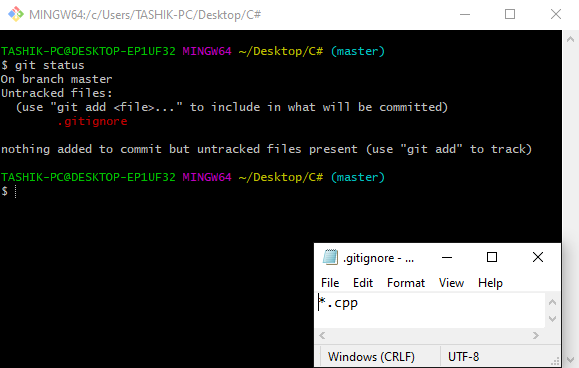 MINGW64:/c/Users/TASHIK-PC/Desktop/C#
TASHIK-PC@DESKTOP-EP1UF32 MINGW64 ~/Desktop/C# (master)
$ git status
On branch master
Untracked files:
  (use "git add <file>..." to include in what will be committed)
        .gitignore

nothing added to commit but untracked files present (use "git add" to track)

TASHIK-PC@DESKTOP-EP1UF32 MINGW64 ~/Desktop/C# (master)
$
.gitignore - ...
File Edit Format View Help
*.cpp
Windows (CRLF) UTF-8